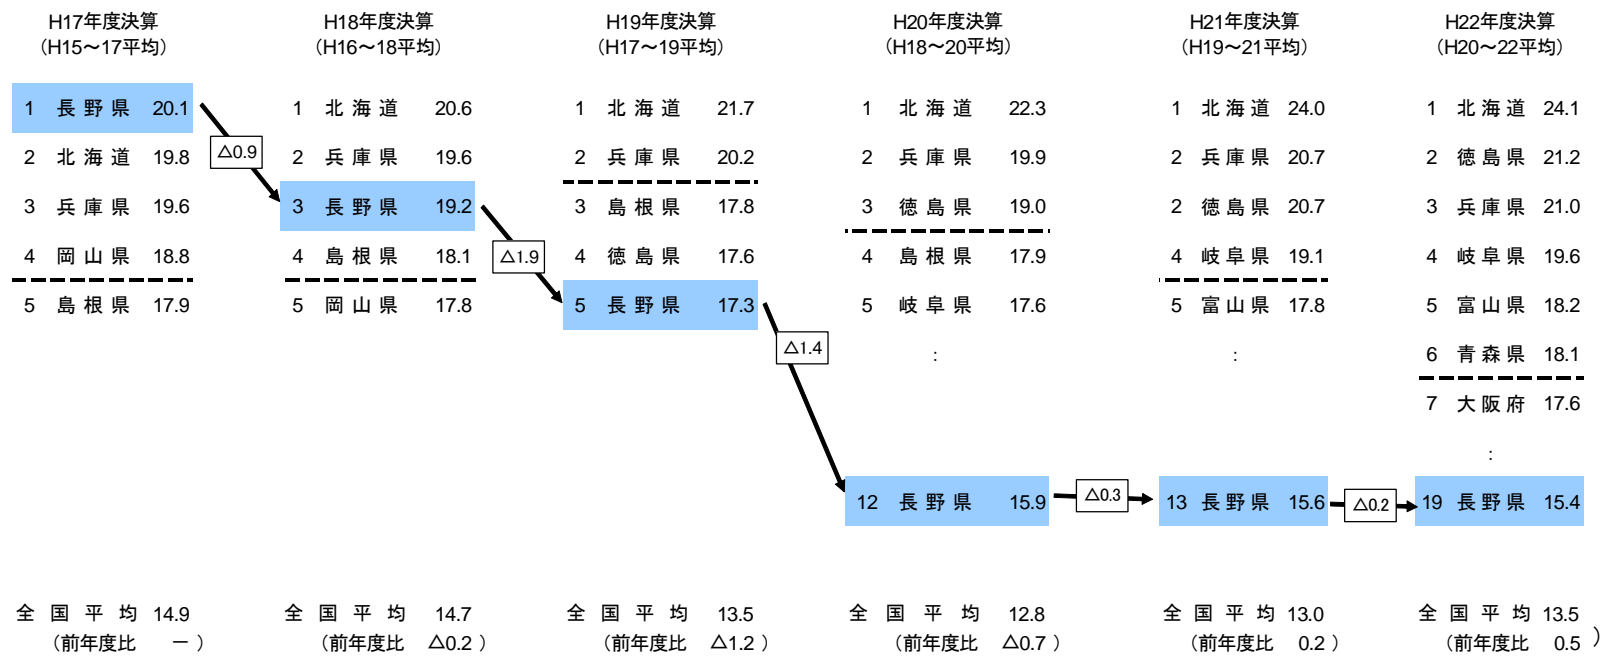 H17年度決算
（H15～17平均）
1 長野県 20.1
2 北海道 19.8
3 兵庫県 19.6
4 岡山県 18.8
5 島根県 17.9
全国平均 14.9
（前年度比 － ）
△0.9
H18年度決算
（H16～18平均）
1 北海道 20.6
2 兵庫県 19.6
3 長野県 19.2
4 島根県 18.1
5 岡山県 17.8
全国平均 14.7
（前年度比 △0.2 ）
△1.9
H19年度決算
（H17～19平均）
1 北海道 21.7
2 兵庫県 20.2
3 島根県 17.8
4 徳島県 17.6
5 長野県 17.3
全国平均 13.5
（前年度比 △1.2 ）
△1.4
H20年度決算
（H18～20平均）
1 北海道 22.3
2 兵庫県 19.9
3 徳島県 19.0
4 島根県 17.9
5 岐阜県 17.6
：
12 長野県 15.9
全国平均 12.8
（前年度比 △0.7 ）
△0.3
H21年度決算
（H19～21平均）
1 北海道 24.0
2 兵庫県 20.7
2 徳島県 20.7
4 岐阜県 19.1
5 富山県 17.8
：
13 長野県 15.6
全国平均 13.0
（前年度比 0.2 ）
△0.2
H22年度決算
（H20～22平均）
1 北海道 24.1
2 徳島県 21.2
3 兵庫県 21.0
4 岐阜県 19.6
5 富山県 18.2
6 青森県 18.1
7 大阪府 17.6
：
19 長野県 15.4
全国平均 13.5
（前年度比 0.5 ）